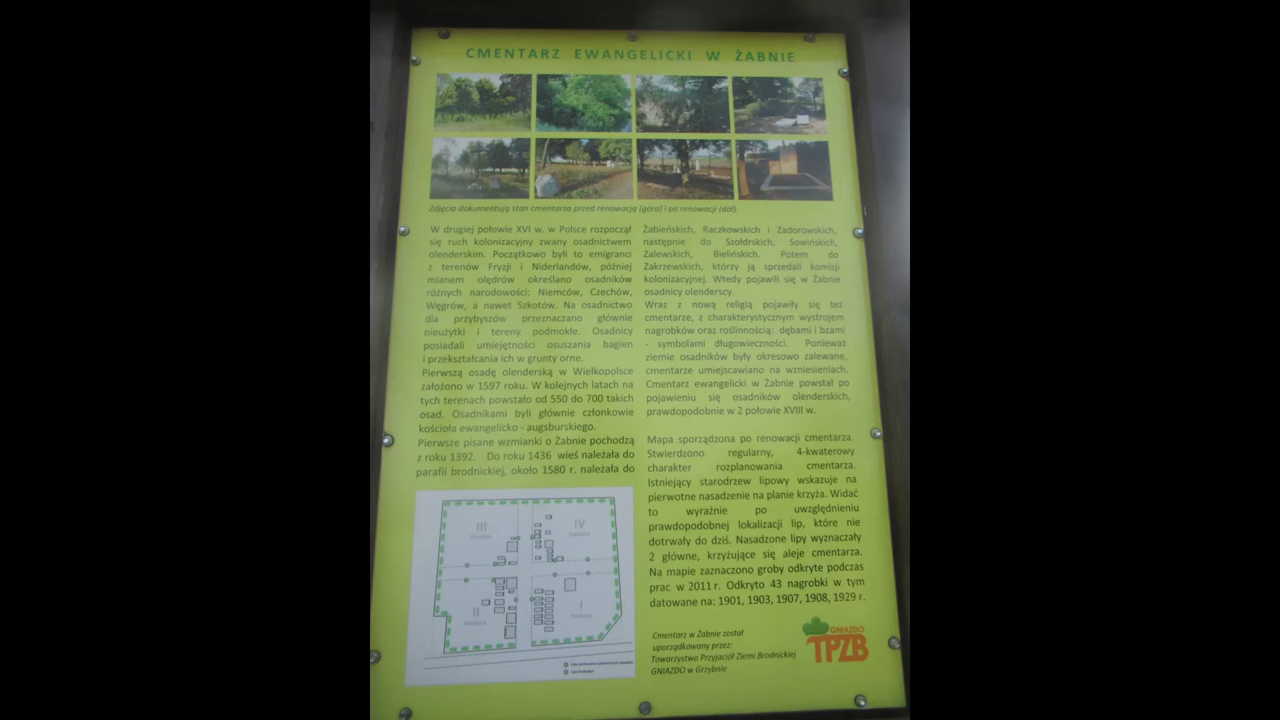 CMENTARZ EWANGELICKI W ŻABNIE
Zdjęcia dokumentują stan cmentarza przed renowacją (góra) i po renowacji (dół).
W drugiej połowie XVI w. w Polsce rozpoczął
się ruch kolonizacyjny zwany osadnictwem
olenderskim. Początkowo byli to emigranci
z terenów Fryzji i Niderlandów, później
mianem olędrów określano osadników
różnych narodowości: Niemców, Czechów,
Węgrów, a nawet Szkotów. Na osadnictwo
dla przybyszów przeznaczano głównie
nieużytki i tereny podmokłe. Osadnicy
posiadali umiejętności osuszania bagien
i przekształcania ich w grunty orne.
Pierwszą osadę olenderską w Wielkopolsce
założono w 1597 roku. W kolejnych latach na
tych terenach powstało od 550 do 700 takich
osad. Osadnikami byli głównie członkowie
kościoła ewangelicko - augsburskiego.
Pierwsze pisane wzmianki o Żabnie pochodzą
z roku 1392. Do roku 1436 wieś należała do
parafii brodnickiej, około 1580 r. należała do
Żabieńskich, Raczkowskich i Zadorowskich,
następnie do Szołdrskich, Sowińskich,
Zalewskich, Bielińskich. Potem do
Zakrzewskich, którzy ją sprzedali komisji
kolonizacyjnej. Wtedy pojawili się w Żabnie
osadnicy olenderscy.
Wraz z nową religią pojawiły się też
cmentarze, z charakterystycznym wystrojem
nagrobków oraz roślinnością: dębami i bzami
- symbolami długowieczności. Ponieważ
ziemie osadników były okresowo zalewane,
cmentarze umiejscawiano na wzniesieniach.
Cmentarz ewangelicki w Żabnie powstał po
pojawieniu się osadników olenderskich,
prawdopodobnie w 2 połowie XVIII w.
Mapa sporządzona po renowacji cmentarza.
Stwierdzono regularny, 4-kwaterowy
charakter rozplanowania cmentarza.
Istniejący starodrzew lipowy wskazuje na
pierwotne nasadzenie na planie krzyża. Widać
to wyraźnie po uwzględnieniu
prawdopodobnej lokalizacji lip, które nie
dotrwały do dziś. Nasadzone lipy wyznaczały
2 główne, krzyżujące się aleje cmentarza.
Na mapie zaznaczono groby odkryte podczas
prac w 2011 r. Odkryto 43 nagrobki w tym
datowane na: 1901, 1903, 1907, 1908, 1929 r.
III
IV
II
I
Cmentarz w Żabnie został
uporządkowany przez:
Towarzystwo Przyjaciół Ziemi Brodnickiej
GNIAZDO w Grzybnie
GNIAZDO
TPZB